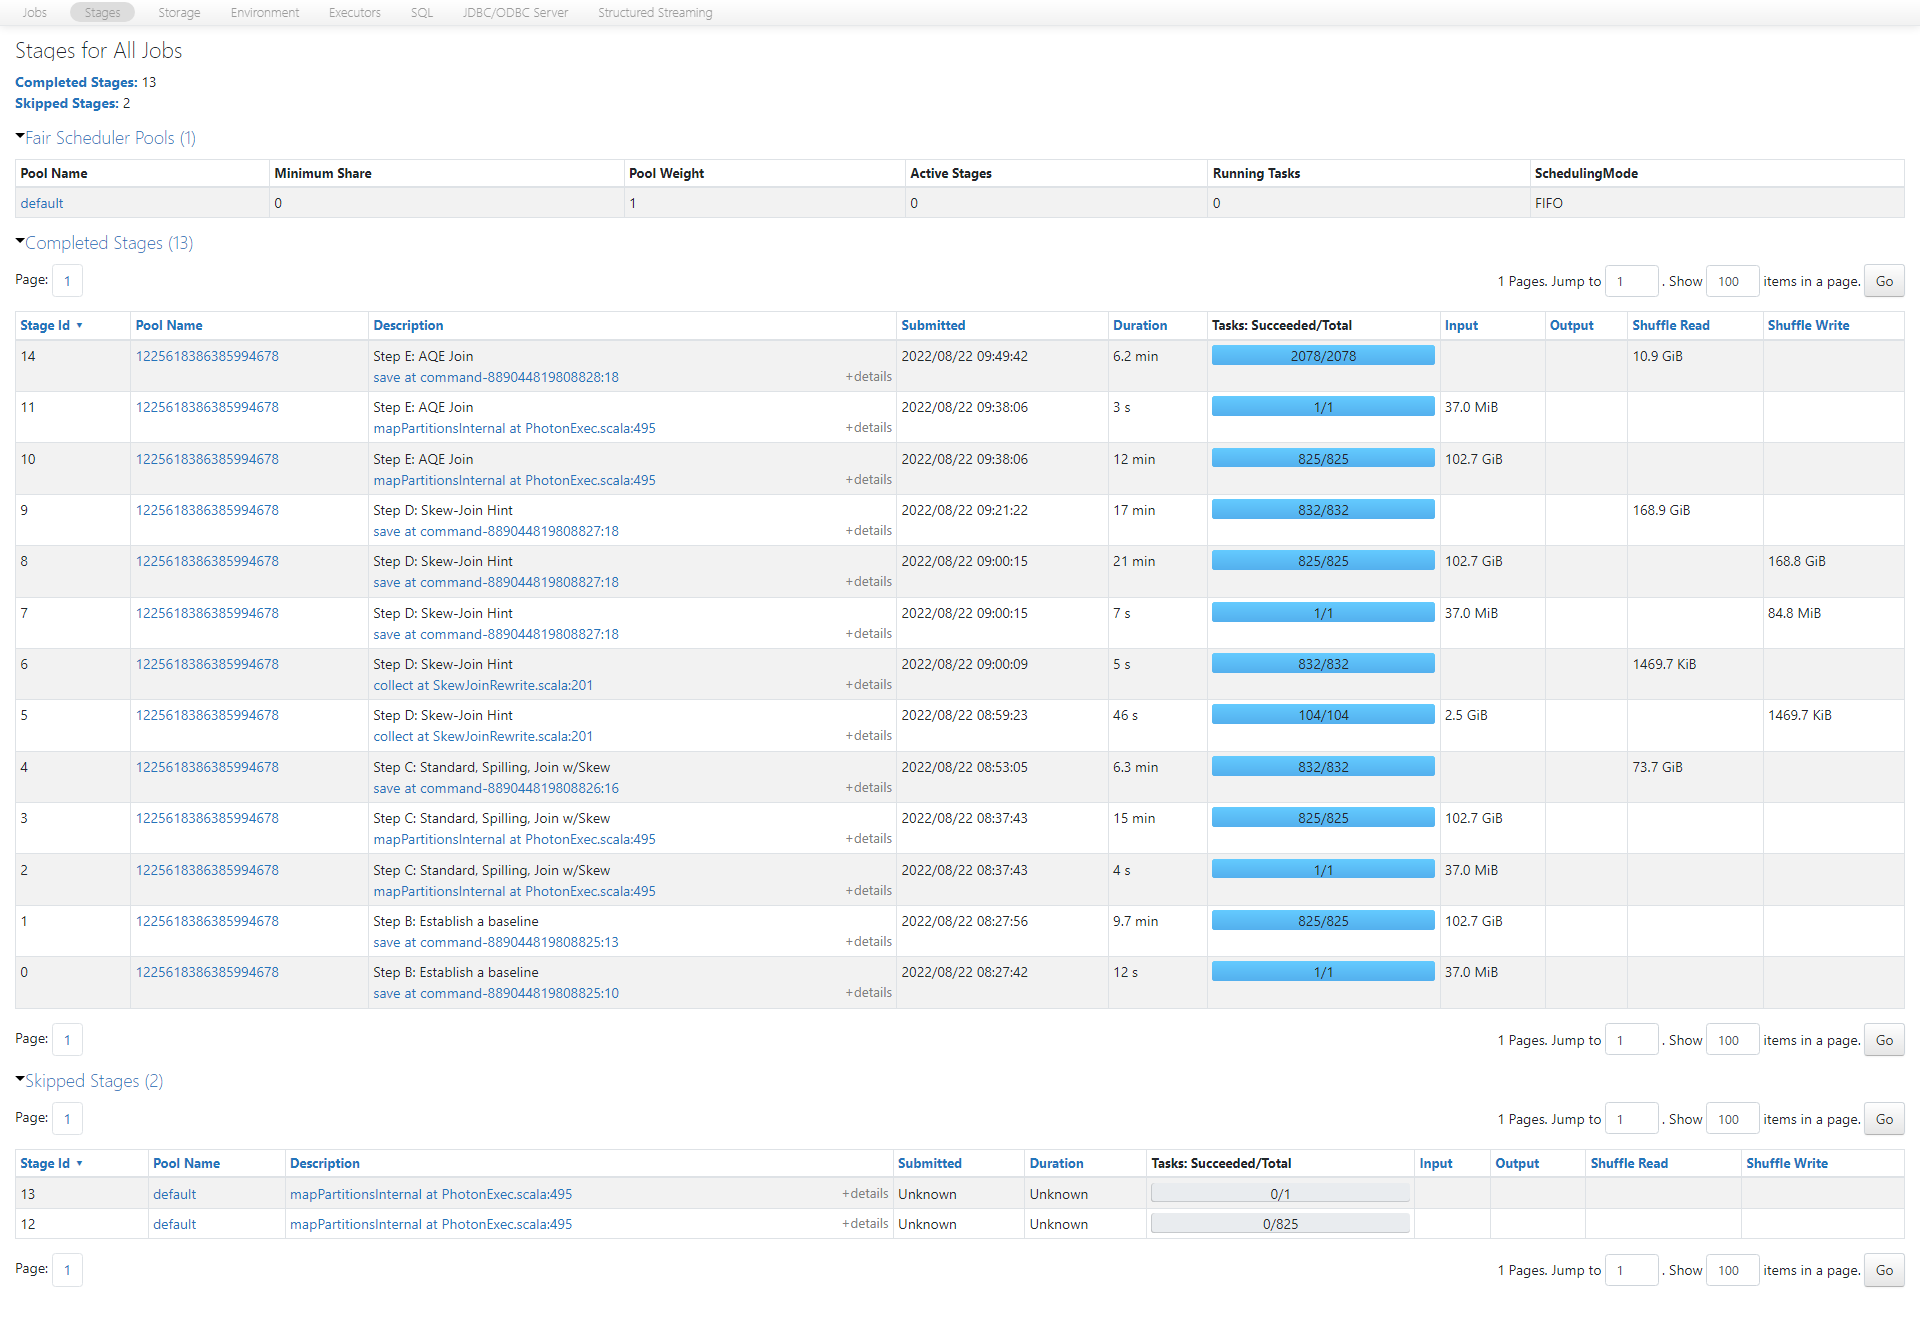 Jobs Stages Storage Environment Executors SQL JDBC/ODBC Server Structured Streaming
Stages for All Jobs
Completed Stages: 13
Skipped Stages: 2
Fair Scheduler Pools (1)
Pool Name Minimum Share Pool Weight Active Stages Running Tasks SchedulingMode
default 0 1 0 0 FIFO
Completed Stages (13)
Page: 1 1 Pages. Jump to 1 . Show 100 items in a page. Go
Stage Id ▾ Pool Name Description Submitted Duration Tasks: Succeeded/Total Input Output Shuffle Read Shuffle Write
14 1225618386385994678 Step E: AQE Join 2022/08/22 09:49:42 6.2 min 2078/2078 10.9 GiB
save at command-889044819808828:18 +details
11 1225618386385994678 Step E: AQE Join 2022/08/22 09:38:06 3 s 1/1 37.0 MiB
mapPartitionsInternal at PhotonExec.scala:495 +details
10 1225618386385994678 Step E: AQE Join 2022/08/22 09:38:06 12 min 825/825 102.7 GiB
mapPartitionsInternal at PhotonExec.scala:495 +details
9 1225618386385994678 Step D: Skew-Join Hint 2022/08/22 09:21:22 17 min 832/832 168.9 GiB
save at command-889044819808827:18 +details
8 1225618386385994678 Step D: Skew-Join Hint 2022/08/22 09:00:15 21 min 825/825 102.7 GiB 168.8 GiB
save at command-889044819808827:18 +details
7 1225618386385994678 Step D: Skew-Join Hint 2022/08/22 09:00:15 7 s 1/1 37.0 MiB 84.8 MiB
save at command-889044819808827:18 +details
6 1225618386385994678 Step D: Skew-Join Hint 2022/08/22 09:00:09 5 s 832/832 1469.7 KiB
collect at SkewJoinRewrite.scala:201 +details
5 1225618386385994678 Step D: Skew-Join Hint 2022/08/22 08:59:23 46 s 104/104 2.5 GiB 1469.7 KiB
collect at SkewJoinRewrite.scala:201 +details
4 1225618386385994678 Step C: Standard, Spilling, Join w/Skew 2022/08/22 08:53:05 6.3 min 832/832 73.7 GiB
save at command-889044819808826:16 +details
3 1225618386385994678 Step C: Standard, Spilling, Join w/Skew 2022/08/22 08:37:43 15 min 825/825 102.7 GiB
mapPartitionsInternal at PhotonExec.scala:495 +details
2 1225618386385994678 Step C: Standard, Spilling, Join w/Skew 2022/08/22 08:37:43 4 s 1/1 37.0 MiB
mapPartitionsInternal at PhotonExec.scala:495 +details
1 1225618386385994678 Step B: Establish a baseline 2022/08/22 08:27:56 9.7 min 825/825 102.7 GiB
save at command-889044819808825:13 +details
0 1225618386385994678 Step B: Establish a baseline 2022/08/22 08:27:42 12 s 1/1 37.0 MiB
save at command-889044819808825:10 +details
Page: 1 1 Pages. Jump to 1 . Show 100 items in a page. Go
Skipped Stages (2)
Page: 1 1 Pages. Jump to 1 . Show 100 items in a page. Go
Stage Id ▾ Pool Name Description Submitted Duration Tasks: Succeeded/Total Input Output Shuffle Read Shuffle Write
13 default mapPartitionsInternal at PhotonExec.scala:495 +details Unknown Unknown 0/1
12 default mapPartitionsInternal at PhotonExec.scala:495 +details Unknown Unknown 0/825
Page: 1 1 Pages. Jump to 1 . Show 100 items in a page. Go